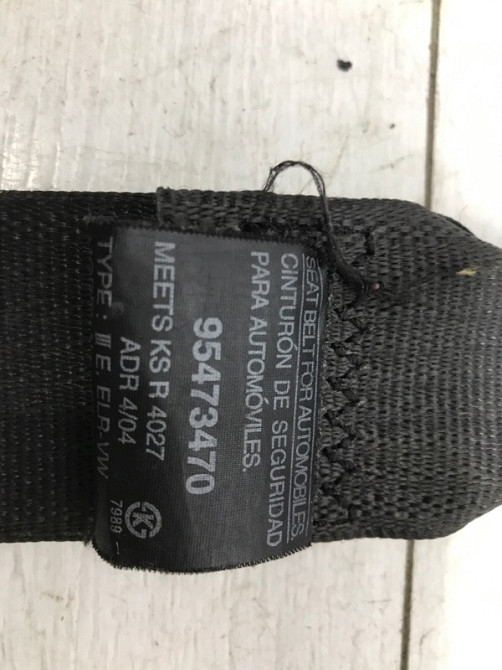 SEAT BELT FOR AUTOMOBILES.
CINTURÓN DE SEGURIDAD
PARA AUTOMÓVILES.
95473470
MEETS KS R 4027
ADR 4/04
TYPE : ⅢE ELR-VW
7989